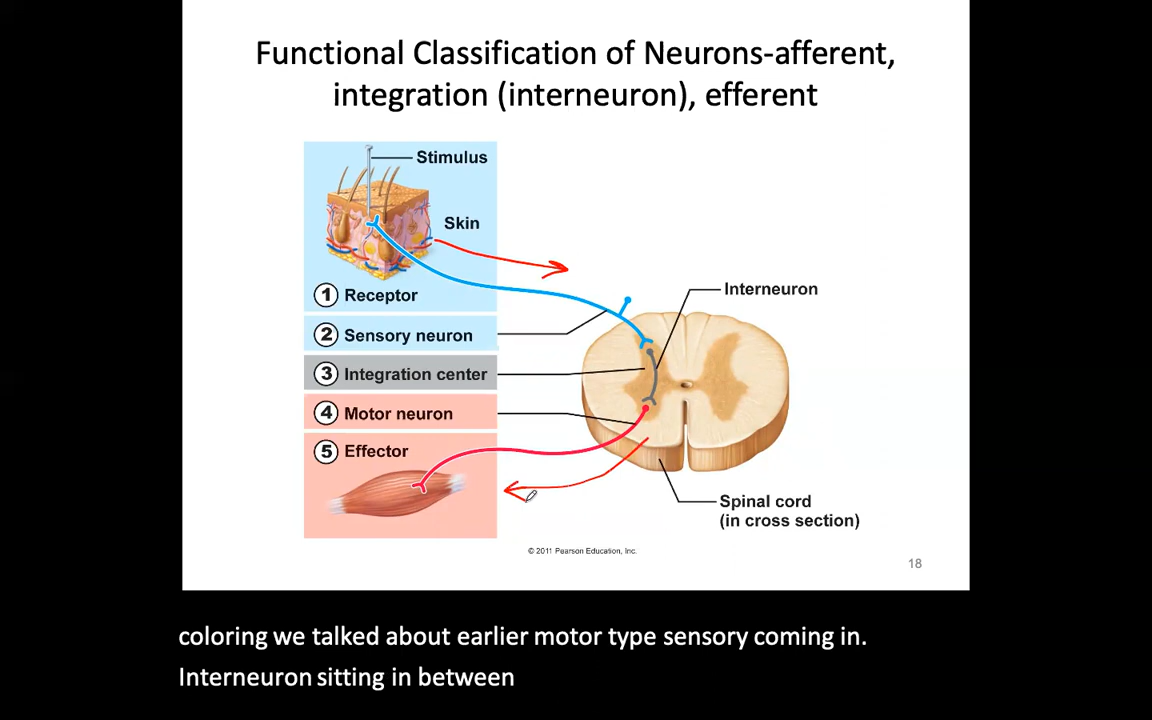 Functional Classification of Neurons-afferent,
integration (interneuron), efferent
Stimulus
Skin
1 Receptor
2 Sensory neuron
3 Integration center
4 Motor neuron
5 Effector
Interneuron
Spinal cord
(in cross section)
© 2011 Pearson Education, Inc.
18
coloring we talked about earlier motor type sensory coming in.
Interneuron sitting in between